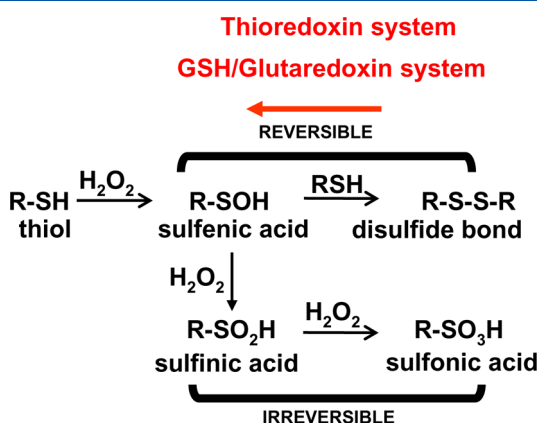 Thioredoxin system
GSH/Glutaredoxin system
REVERSIBLE
R-SH H₂O₂ R-SOH RSH R-S-S-R
thiol sulfenic acid disulfide bond
H₂O₂
R-SO₂H H₂O₂ R-SO₃H
sulfinic acid sulfonic acid
IRREVERSIBLE